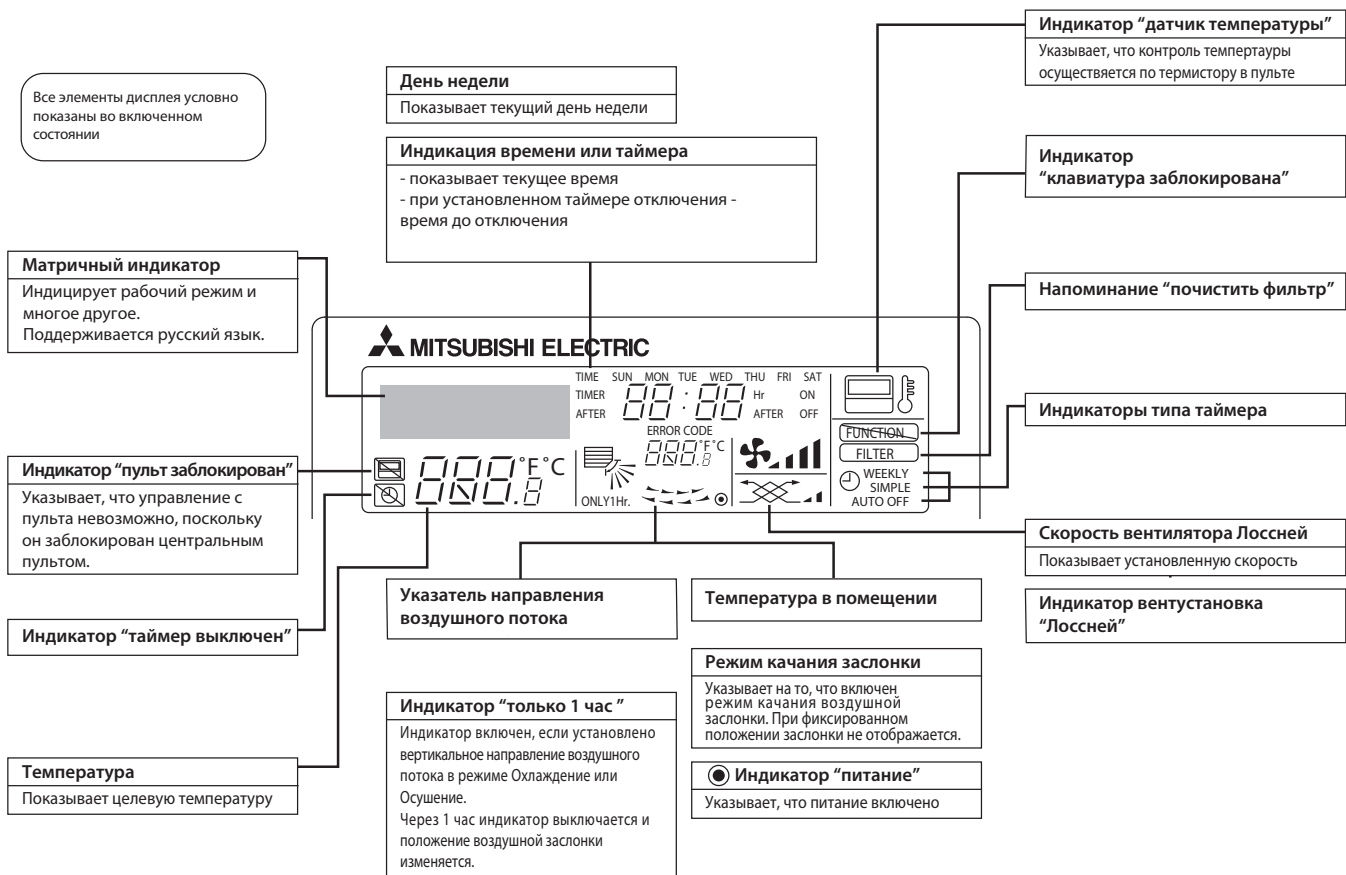 Все элементы дисплея условно
показаны во включенном
состоянии
День недели
Показывает текущий день недели
Индикация времени или таймера
- показывает текущее время
- при установленном таймере отключения -
время до отключения
Индикатор “датчик температуры”
Указывает, что контроль темпертауры
осуществяется по термистору в пульте
Индикатор
“клавиатура заблокирована”
Напоминание “почистить фильтр”
Индикаторы типа таймера
Скорость вентилятора Лоссней
Показывает установленную скорость
Индикатор вентустановка
“Лоссней”
Матричный индикатор
Индицирует рабочий режим и
многое другое.
Поддерживается русский язык.
Индикатор “пульт заблокирован”
Указывает, что управление с
пульта невозможно, поскольку
он заблокирован центральным
пультом.
Индикатор “таймер выключен”
Температура
Показывает целевую температуру
MITSUBISHI ELECTRIC
TIME SUN MON TUE WED THU FRI SAT
TIMER 88:88 Hr ON
AFTER AFTER OFF
ERROR CODE
888.8 °F°C
888.8 °F°C
ONLY1Hr.
FUNCTION
FILTER
WEEKLY
SIMPLE
AUTO OFF
Указатель направления
воздушного потока
Температура в помещении
Индикатор “только 1 час ”
Индикатор включен, если установлено
вертикальное направление воздушного
потока в режиме Охлаждение или
Осушение.
Через 1 час индикатор выключается и
положение воздушной заслонки
изменяется.
Режим качания заслонки
Указывает на то, что включен
режим качания воздушной
заслонки. При фиксированном
положении заслонки не отображается.
Индикатор “питание”
Указывает, что питание включено